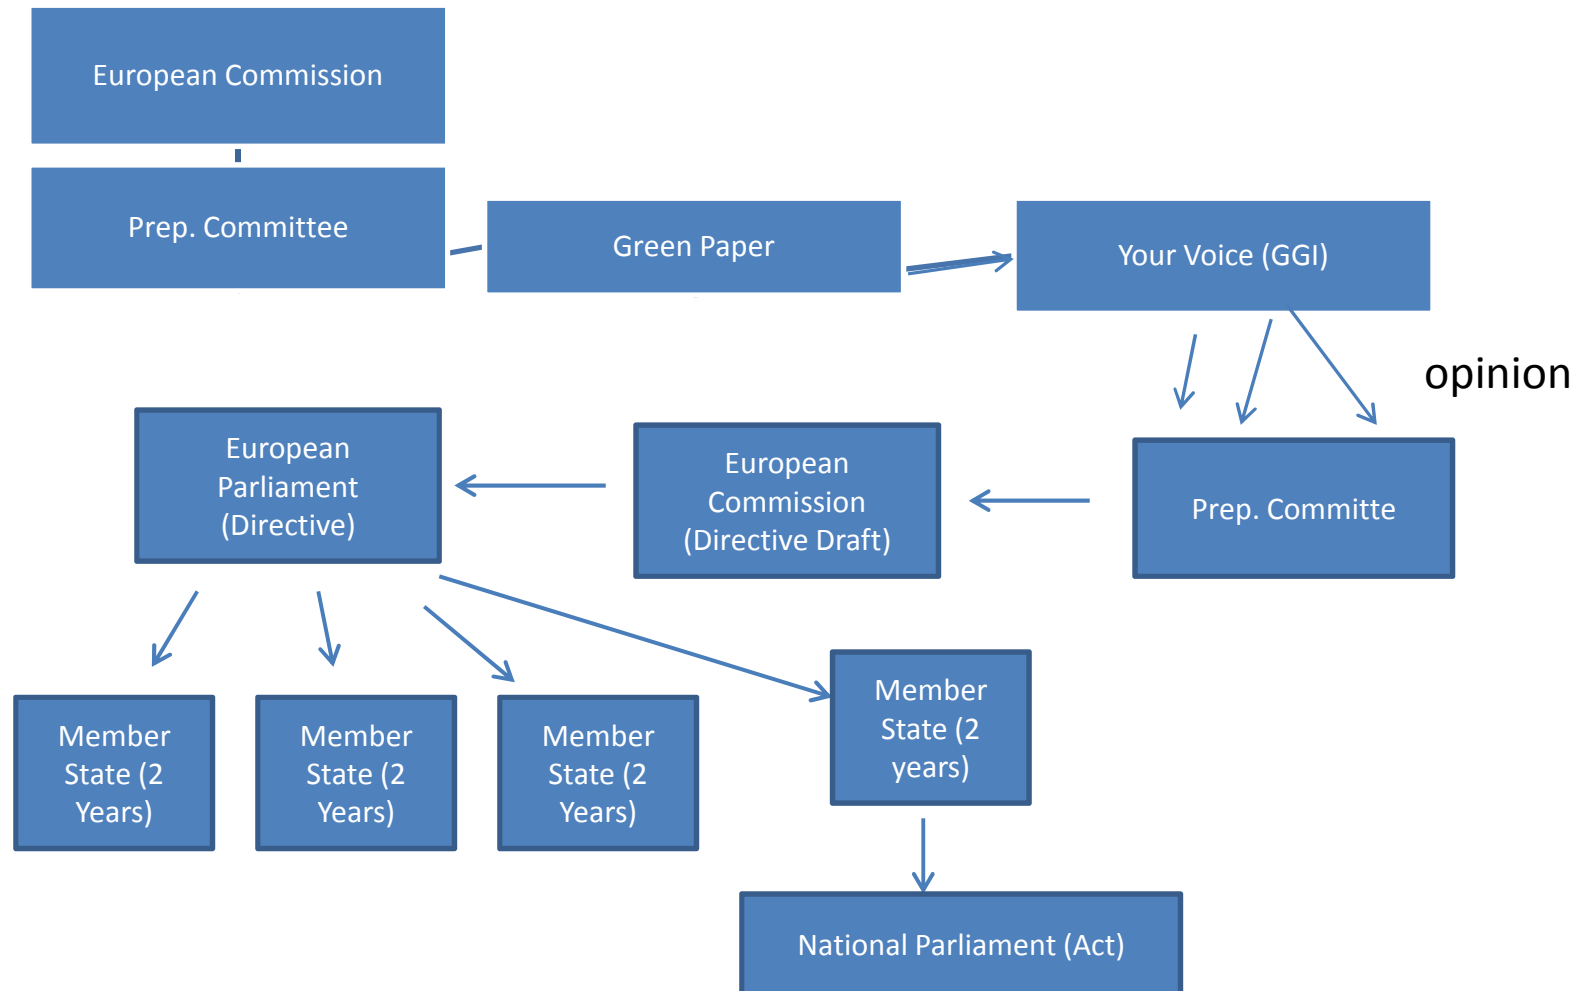 European Commission
Prep. Committee
Green Paper
Your Voice (GGI)
opinion
European
Parliament
(Directive)
European
Commission
(Directive Draft)
Prep. Committe
Member
State (2
Years)
Member
State (2
Years)
Member
State (2
Years)
Member
State (2
years)
National Parliament (Act)